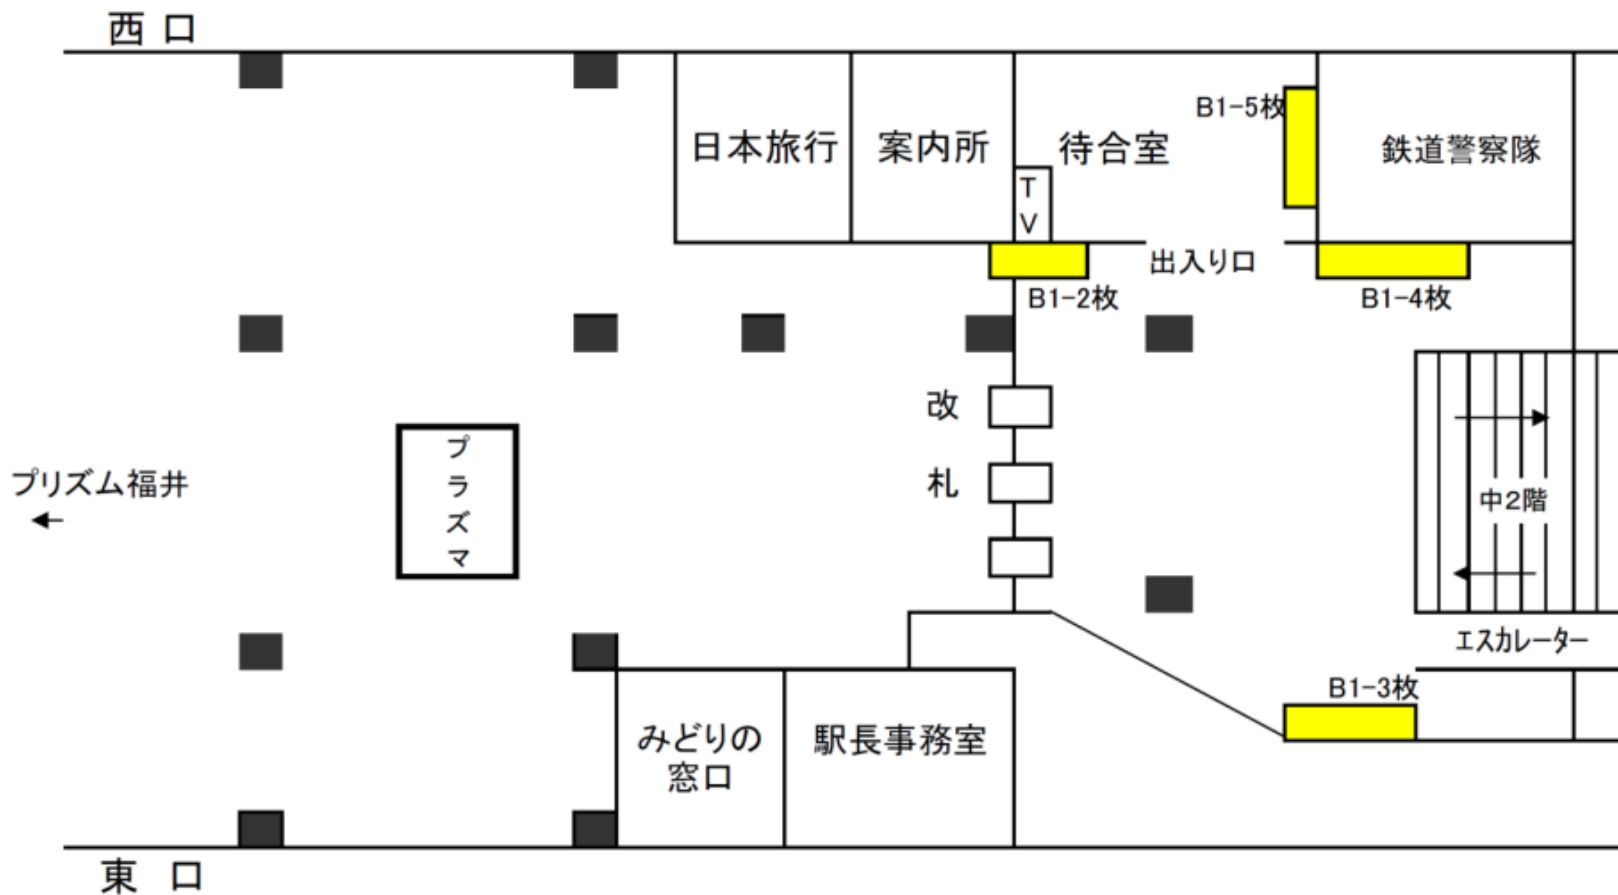 西 口
B1-5枚
日本旅行
案内所
待合室
鉄道警察隊
TV
出入り口
B1-2枚
B1-4枚
改札
プラズマ
プリズム福井
中2階
エスカレーター
B1-3枚
みどりの
窓口
駅長事務室
東 口